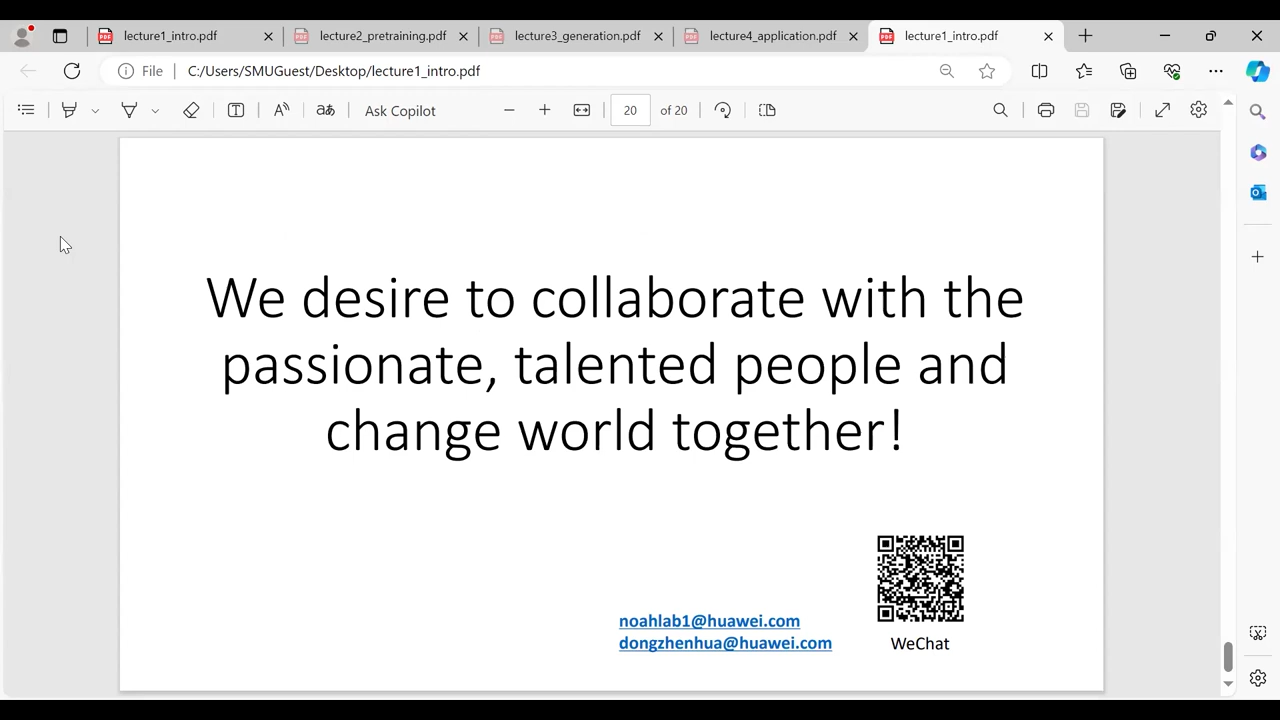 lecture1_intro.pdf
lecture2_pretraining.pdf
lecture3_generation.pdf
lecture4_application.pdf
lecture1_intro.pdf
File
C:/Users/SMUGuest/Desktop/lecture1_intro.pdf
Ask Copilot
20 of 20
We desire to collaborate with the
passionate, talented people and
change world together!
noahlab1@huawei.com
dongzhenhua@huawei.com
WeChat